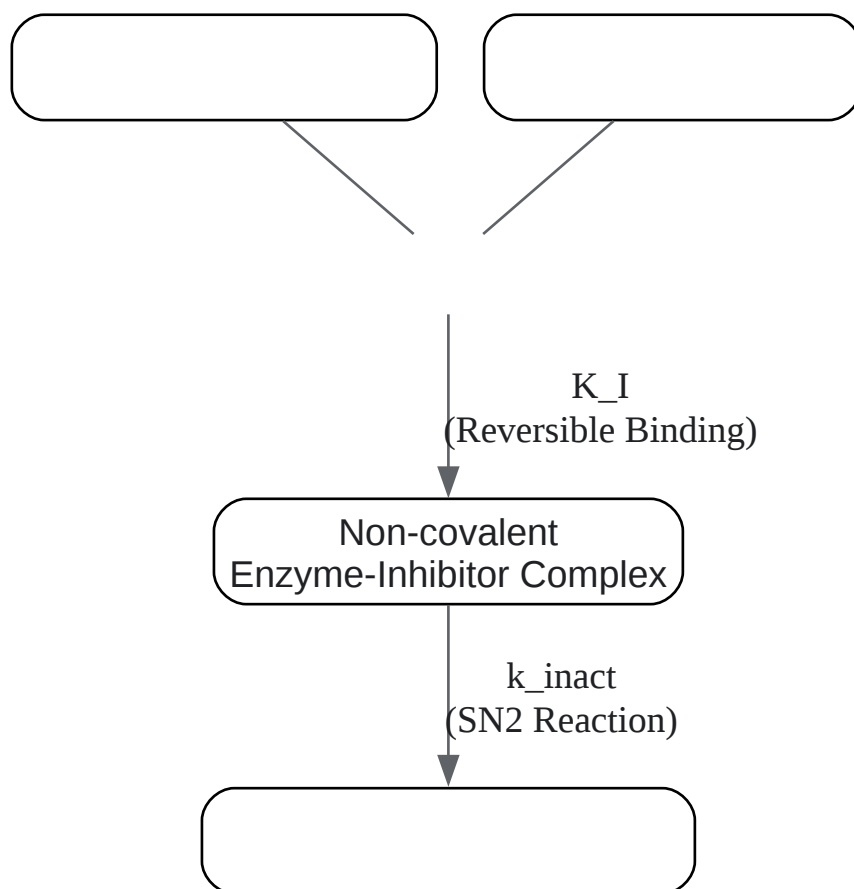 K_I
(Reversible Binding)
Non-covalent
Enzyme-Inhibitor Complex
k_inact
(SN2 Reaction)